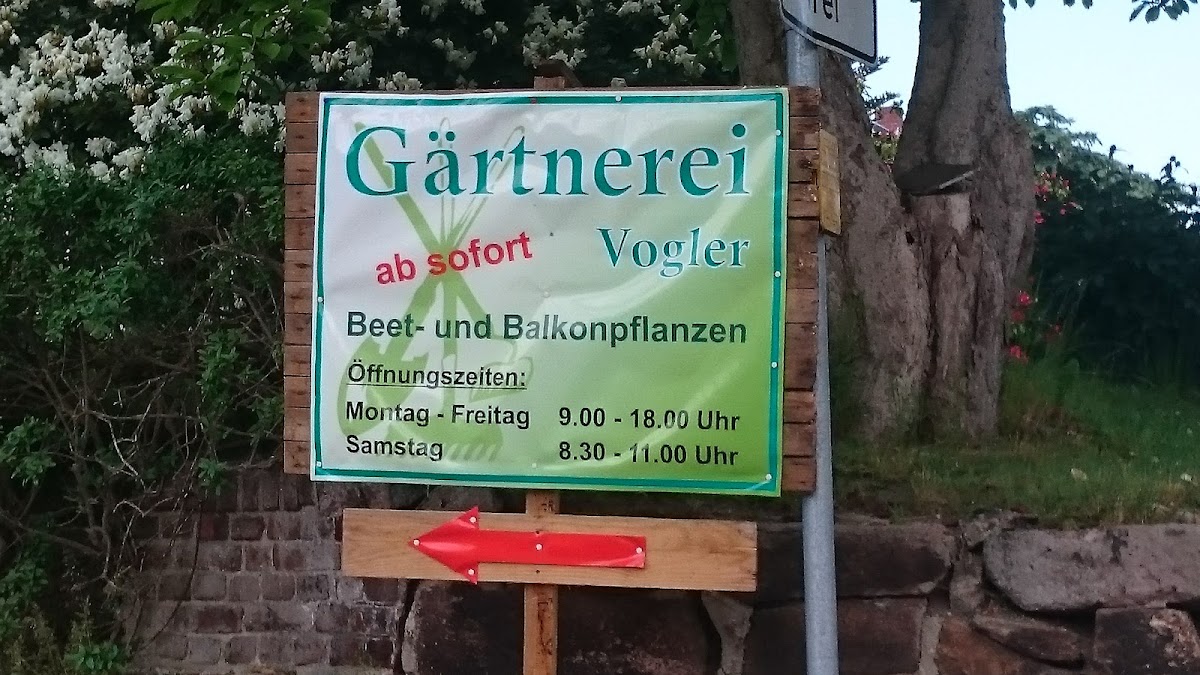 Gärtnerei
Vogler
ab sofort
Beet- und Balkonpflanzen
Öffnungszeiten:
Montag - Freitag 9.00 - 18.00 Uhr
Samstag 8.30 - 11.00 Uhr